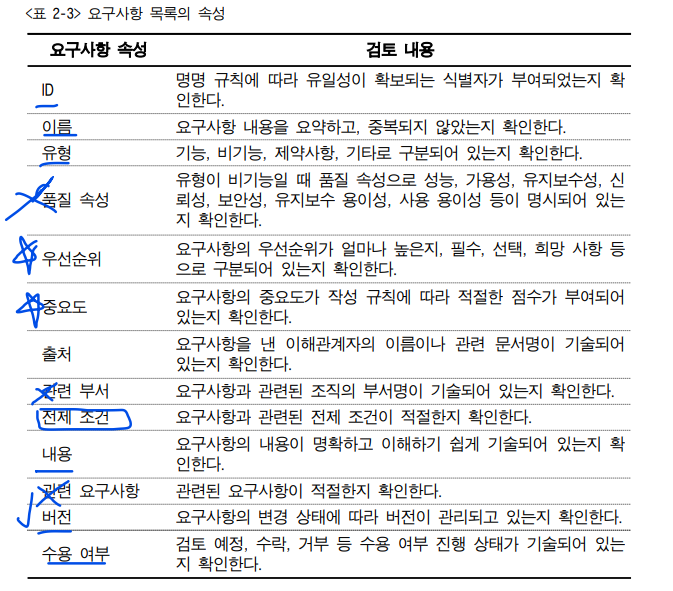 <표 2-3> 요구사항 목록의 속성
요구사항 속성 검토 내용
ID
명명 규칙에 따라 유일성이 확보되는 식별자가 부여되었는지 확
인한다.
이름 요구사항 내용을 요약하고, 중복되지 않았는지 확인한다.
유형 기능, 비기능, 제약사항, 기타로 구분되어 있는지 확인한다.
품질 속성
유형이 비기능일 때 품질 속성으로 성능, 가용성, 유지보수성, 신
뢰성, 보안성, 유지보수 용이성, 사용 용이성 등이 명시되어 있는
지 확인한다.
우선순위
요구사항의 우선순위가 얼마나 높은지, 필수, 선택, 희망 사항 등
으로 구분되어 있는지 확인한다.
중요도
요구사항의 중요도가 작성 규칙에 따라 적절한 점수가 부여되어
있는지 확인한다.
출처
요구사항을 낸 이해관계자의 이름이나 관련 문서명이 기술되어
있는지 확인한다.
관련 부서 요구사항과 관련된 조직의 부서명이 기술되어 있는지 확인한다.
전제 조건 요구사항과 관련된 전제 조건이 적절한지 확인한다.
내용
요구사항의 내용이 명확하고 이해하기 쉽게 기술되어 있는지 확
인한다.
관련 요구사항 관련된 요구사항이 적절한지 확인한다.
버전 요구사항의 변경 상태에 따라 버전이 관리되고 있는지 확인한다.
수용 여부
검토 예정, 수락, 거부 등 수용 여부 진행 상태가 기술되어 있는
지 확인한다.